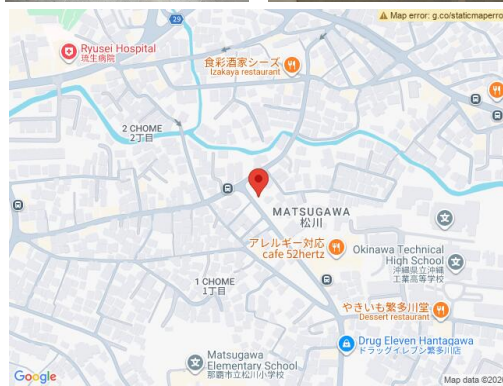 Map error: g.co/staticmaperro
29
Ryusei Hospital
琉生病院
食彩酒家シーズ
Izakaya restaurant
2 CHOME
2丁目
MATSUGAWA
松川
アレルギー対応
cafe 52hertz
Okinawa Technical
High School
沖縄県立沖縄
工業高等学校
1 CHOME
1丁目
やきいも繁多川堂
Dessert restaurant
Drug Eleven Hantagawa
ドラッグイレブン繁多川店
Matsugawa
Elementary School
那覇市立松川小学校
Google
Map data ©202